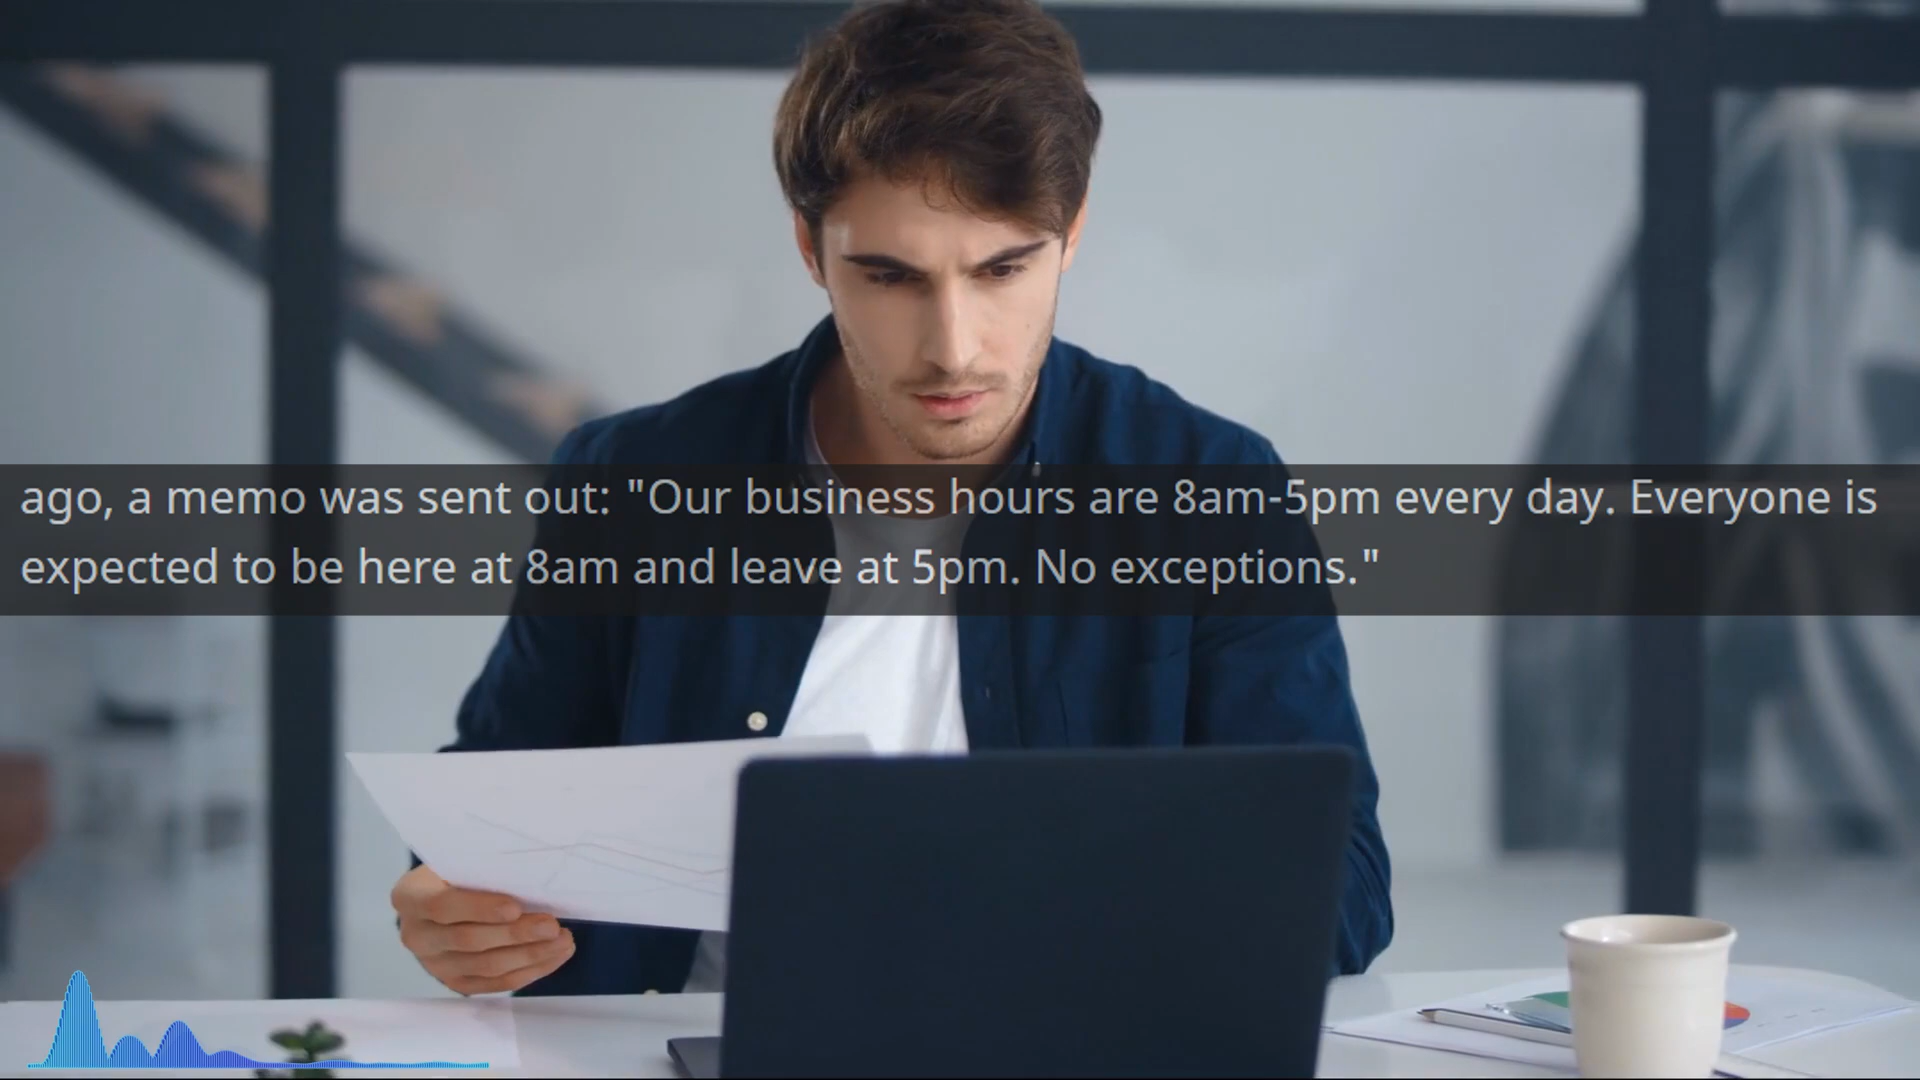 ago, a memo was sent out: "Our business hours are 8am-5pm every day. Everyone is
expected to be here at 8am and leave at 5pm. No exceptions."